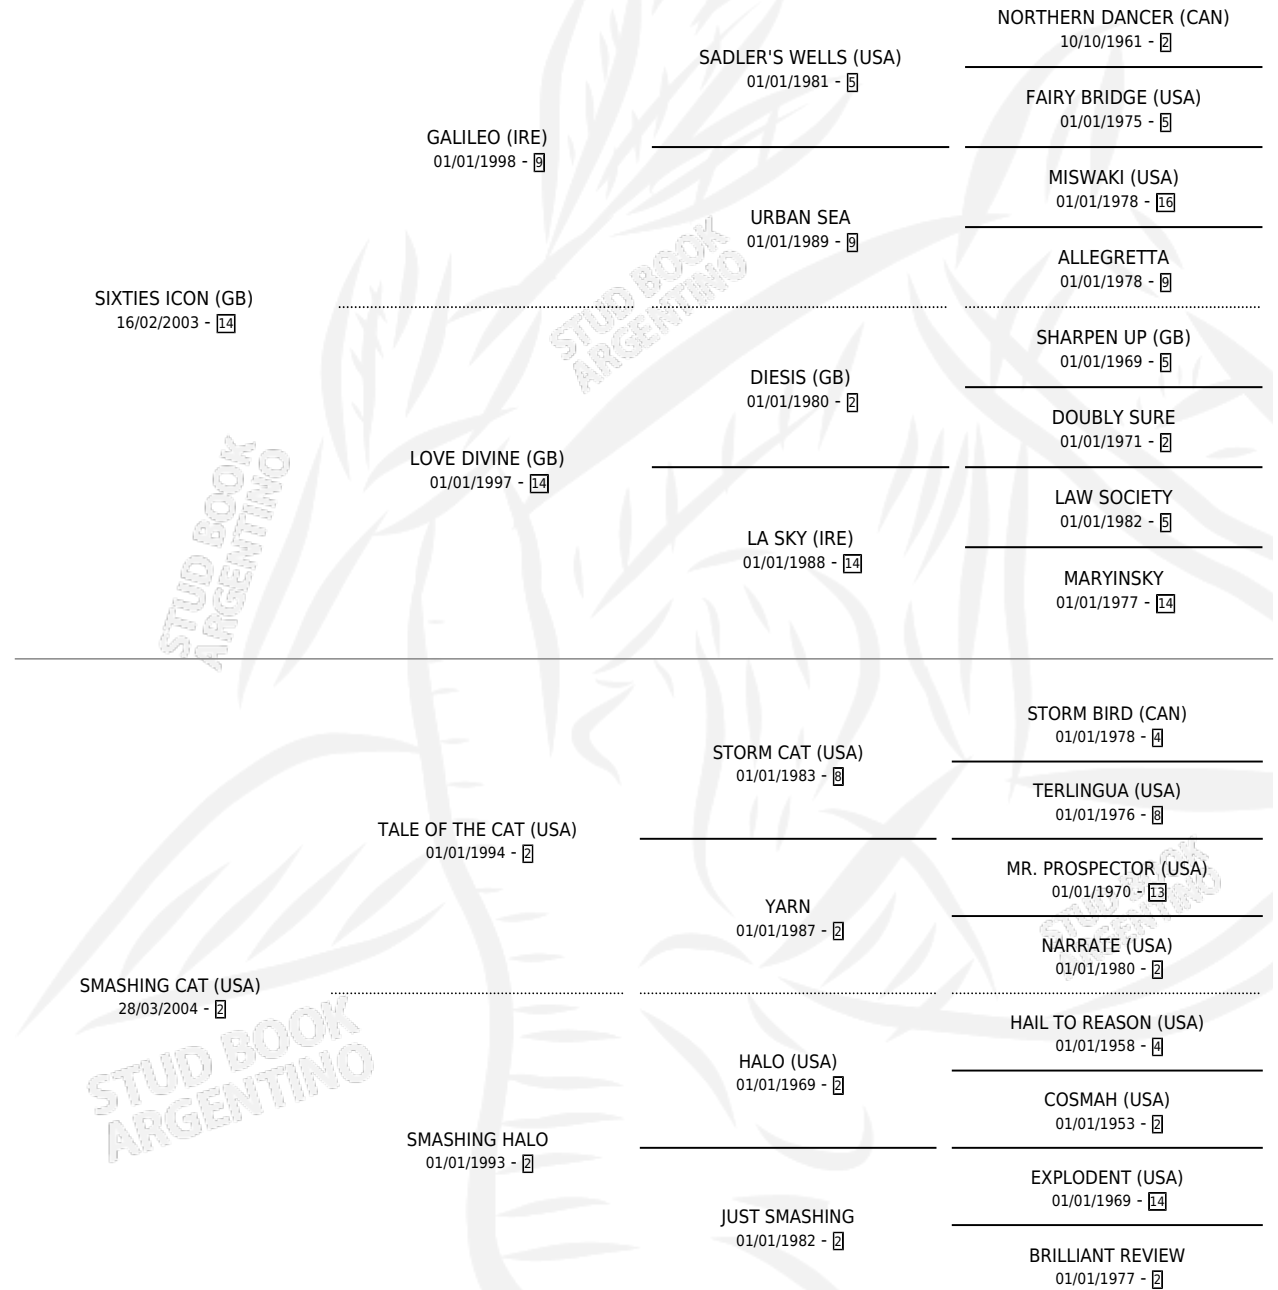 NORTHERN DANCER (CAN)
10/10/1961 - 2
SADLER'S WELLS (USA)
01/01/1981 - 5
FAIRY BRIDGE (USA)
01/01/1975 - 5
GALILEO (IRE)
01/01/1998 - 9
MISWAKI (USA)
01/01/1978 - 16
URBAN SEA
01/01/1989 - 9
ALLEGRETTA
01/01/1978 - 9
SIXTIES ICON (GB)
16/02/2003 - 14
STUD BOOK
ARGENTINO
SHARPEN UP (GB)
01/01/1969 - 5
DIESIS (GB)
01/01/1980 - 2
DOUBLY SURE
01/01/1971 - 2
LOVE DIVINE (GB)
01/01/1997 - 14
LAW SOCIETY
01/01/1982 - 5
LA SKY (IRE)
01/01/1988 - 14
MARYINSKY
01/01/1977 - 14
STUD BOOK
ARGENTINO
STORM BIRD (CAN)
01/01/1978 - 4
STORM CAT (USA)
01/01/1983 - 8
TERLINGUA (USA)
01/01/1976 - 8
TALE OF THE CAT (USA)
01/01/1994 - 2
MR. PROSPECTOR (USA)
01/01/1970 - 13
YARN
01/01/1987 - 2
STUD BOOK
ARGENTINO
NARRATE (USA)
01/01/1980 - 2
SMASHING CAT (USA)
28/03/2004 - 2
STUD BOOK
ARGENTINO
HAIL TO REASON (USA)
01/01/1958 - 4
HALO (USA)
01/01/1969 - 2
COSMAH (USA)
01/01/1953 - 2
SMASHING HALO
01/01/1993 - 2
EXPLODENT (USA)
01/01/1969 - 14
JUST SMASHING
01/01/1982 - 2
BRILLIANT REVIEW
01/01/1977 - 2